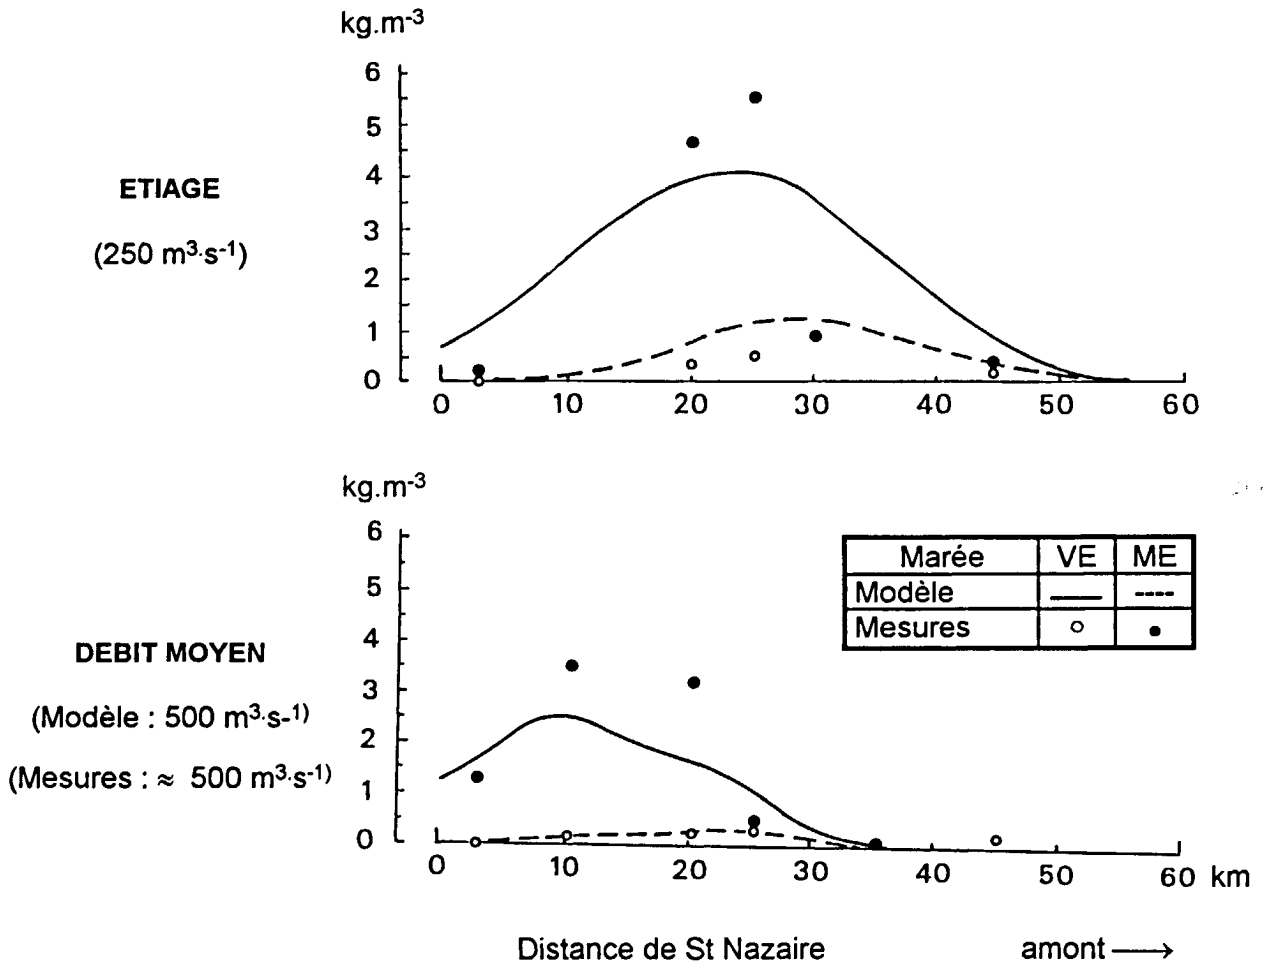 kg.m-3
6
5
4
3
2
1
0
ETIAGE
(250 m3.s-1)
0 10 20 30 40 50 60
kg.m-3
6
5
4
3
2
1
0
DEBIT MOYEN
(Modèle : 500 m3.s-1)
(Mesures : ≈ 500 m3.s-1)
Marée VE ME
Modèle
Mesures
0 10 20 30 40 50 60 km
Distance de St Nazaire amont